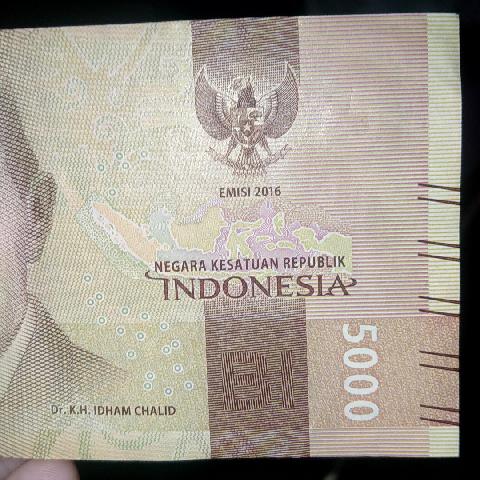 EMISI 2016
NEGARA KESATUAN REPUBLIK
INDONESIA
5000
Dr. K.H. IDHAM CHALID